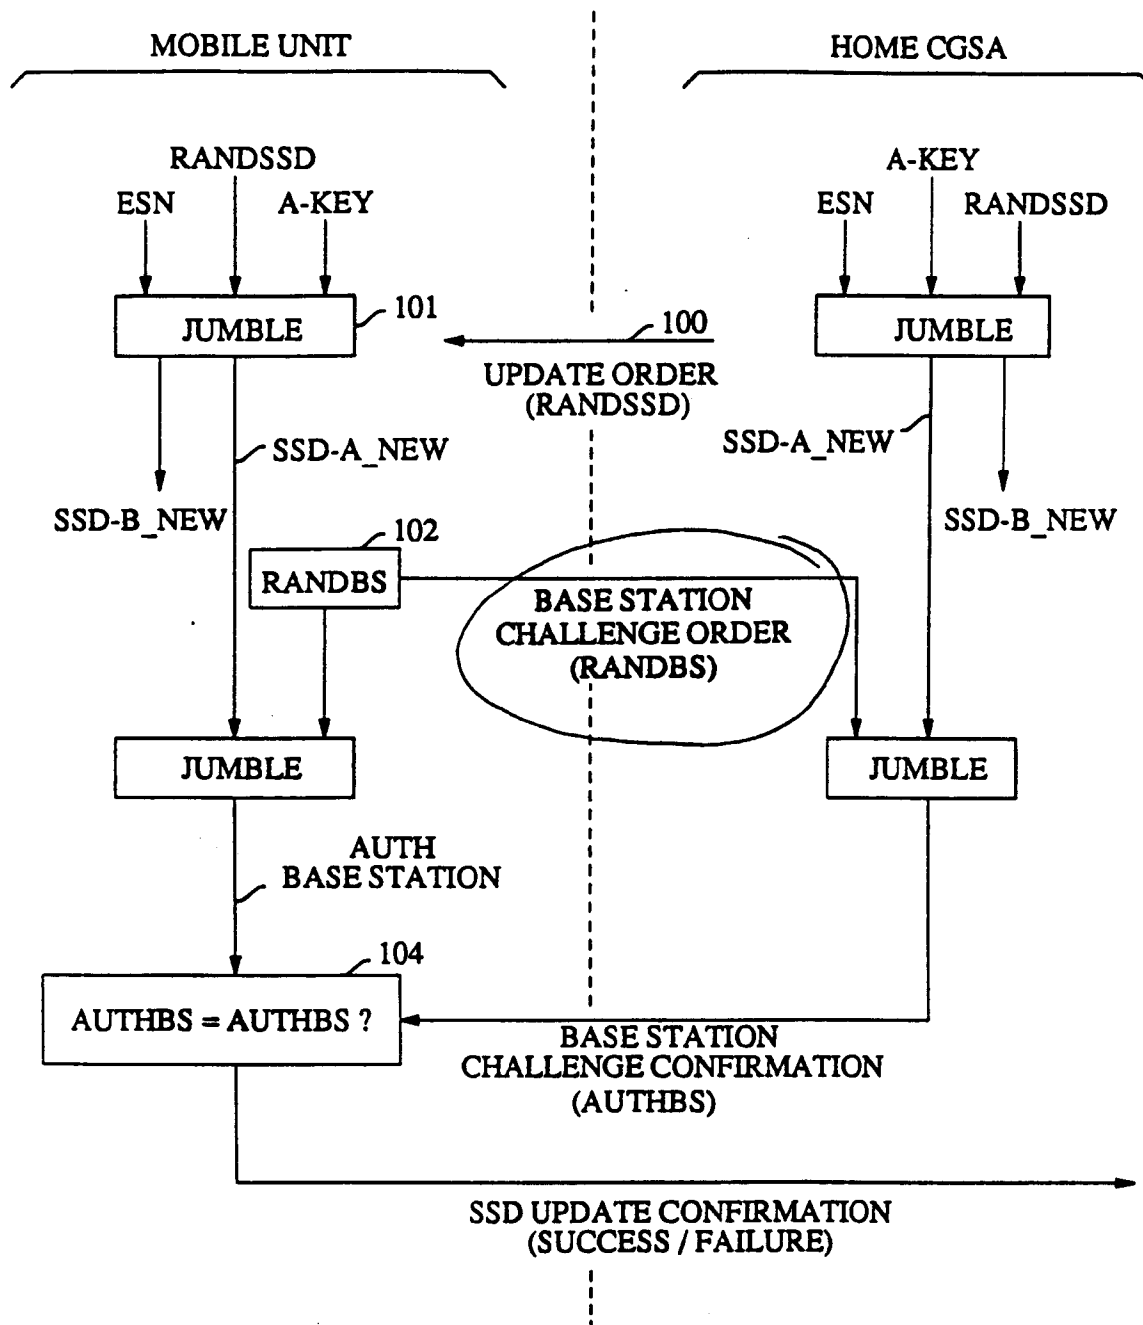 MOBILE UNIT
HOME CGSA
RANDSSD
ESN
A-KEY
A-KEY
ESN
RANDSSD
JUMBLE
101
100
JUMBLE
UPDATE ORDER
(RANDSSD)
SSD-A_NEW
SSD-A_NEW
SSD-B_NEW
SSD-B_NEW
102
RANDBS
BASE STATION
CHALLENGE ORDER
(RANDBS)
JUMBLE
JUMBLE
AUTH
BASE STATION
104
AUTHBS = AUTHBS ?
BASE STATION
CHALLENGE CONFIRMATION
(AUTHBS)
SSD UPDATE CONFIRMATION
(SUCCESS / FAILURE)